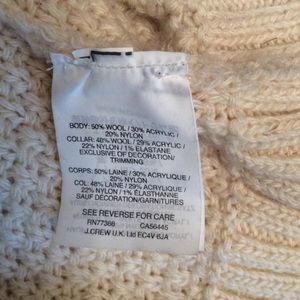 BODY: 50% WOOL / 30% ACRYLIC /
20% NYLON
COLLAR: 48% WOOL / 29% ACRYLIC /
22% NYLON / 1% ELASTANE
EXCLUSIVE OF DECORATION/
TRIMMING
CORPS: 50% LAINE / 30% ACRYLIQUE /
20% NYLON
COL: 48% LAINE / 29% ACRYLIQUE /
22% NYLON / 1% ÉLASTHANNE
SAUF DÉCORATION/GARNITURES
SEE REVERSE FOR CARE
RN77388 CA56445
J.CREW U.K. Ltd EC4V 6JA